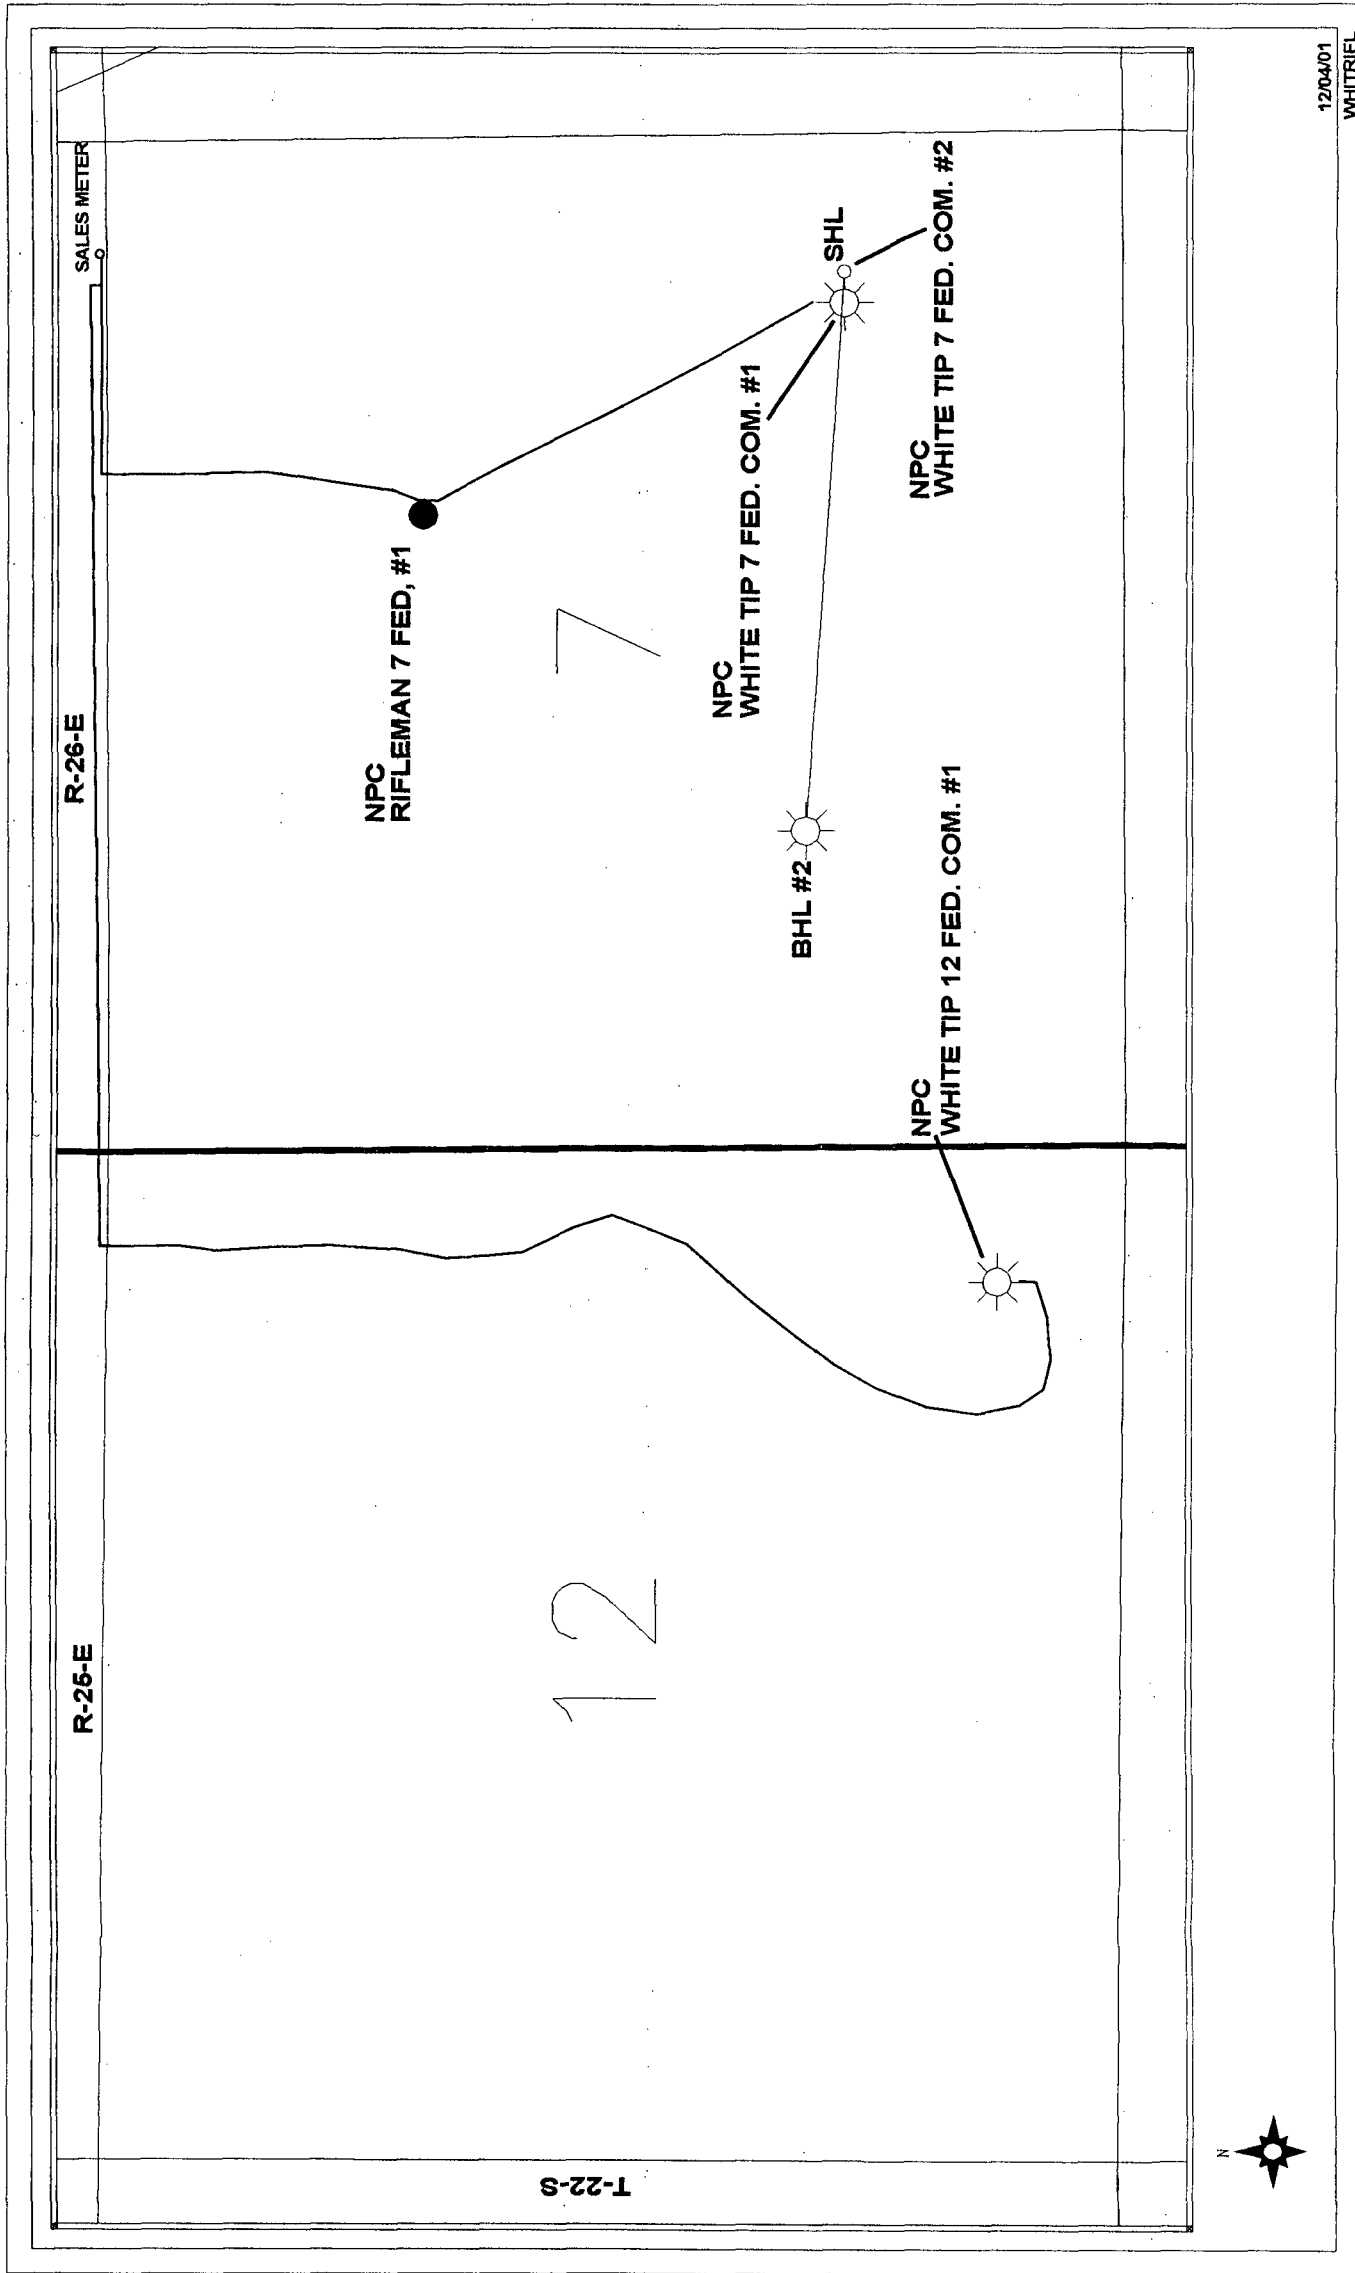 R-25-E
R-26-E
SALES METER
T-22-S
12
7
NPC
RIFLEMAN 7 FED, #1
NPC
WHITE TIP 7 FED. COM. #1
BHL #2
SHL
NPC
WHITE TIP 12 FED. COM. #1
NPC
WHITE TIP 7 FED. COM. #2
N
12/04/01